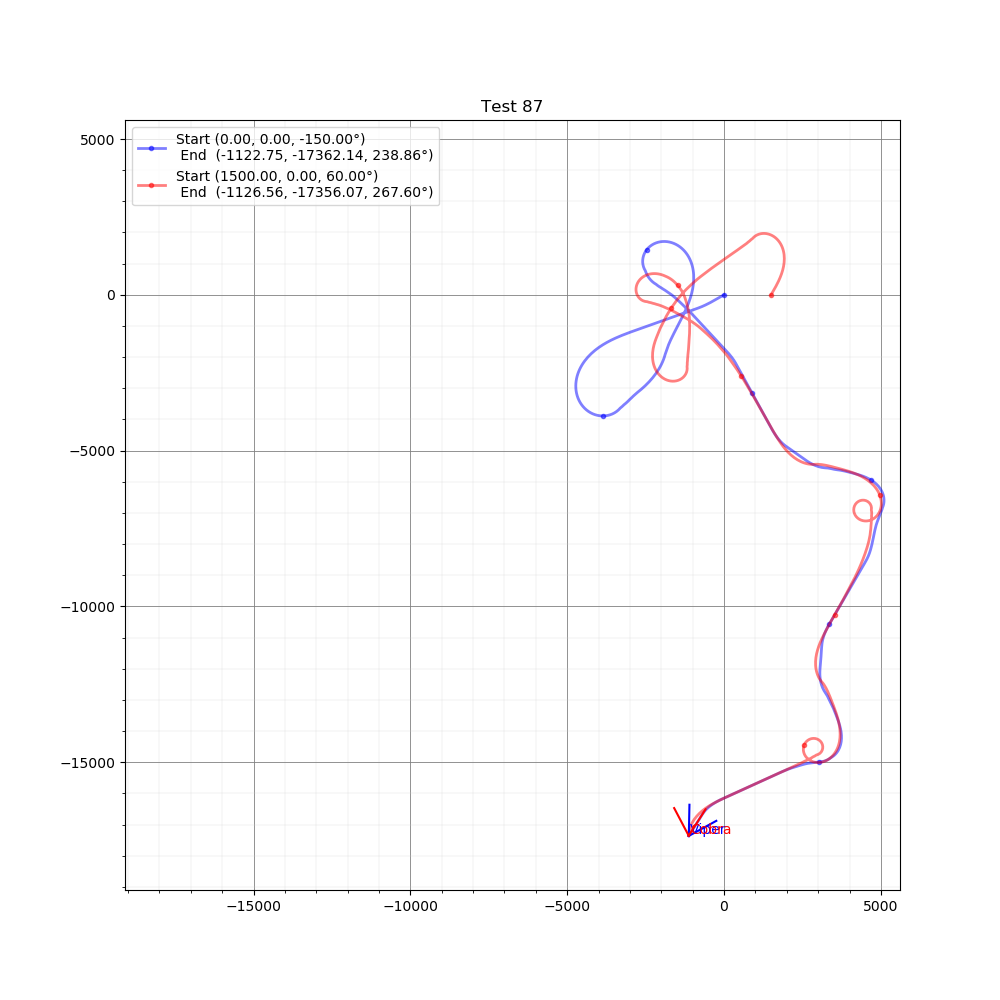 Test 87
Start (0.00, 0.00, -150.00°)
End (-1122.75, -17362.14, 238.86°)
Start (1500.00, 0.00, 60.00°)
End (-1126.56, -17356.07, 267.60°)
5000
0
−5000
−10000
−15000
−15000
−10000
−5000
0
5000